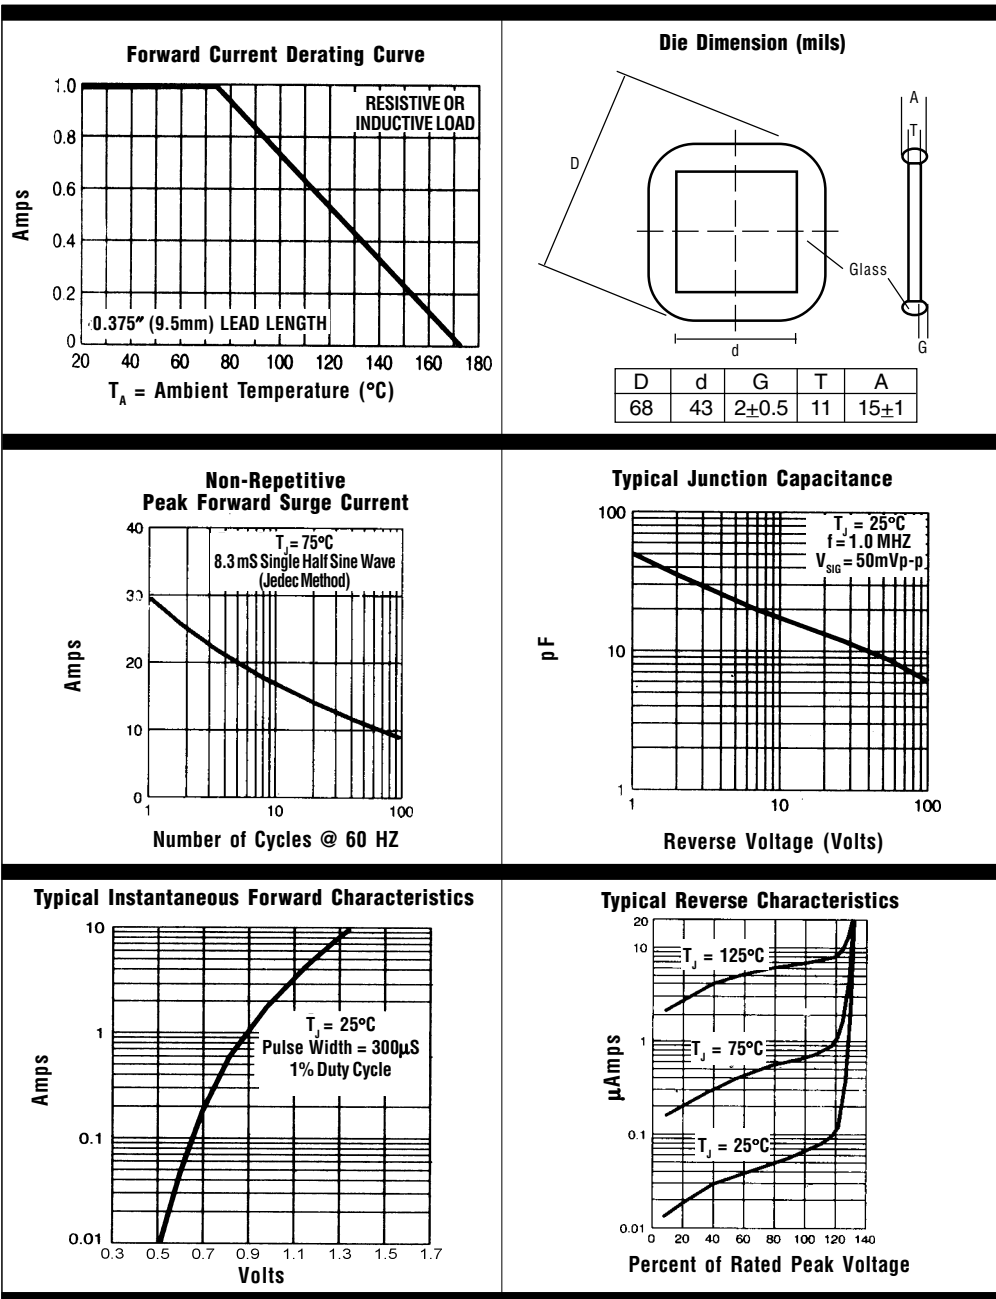 Forward Current Derating Curve
1.0
0.8
0.6
0.4
0.2
0
Amps
RESISTIVE OR
INDUCTIVE LOAD
0.375" (9.5mm) LEAD LENGTH
20 40 60 80 100 120 140 160 180
TA = Ambient Temperature (°C)
Die Dimension (mils)
D
A
T
Glass
d
G
D d G T A
68 43 2±0.5 11 15±1
Non-Repetitive
Peak Forward Surge Current
40
30
20
10
0
Amps
TJ = 75°C
8.3 mS Single Half Sine Wave
(Jedec Method)
1 10 100
Number of Cycles @ 60 HZ
Typical Junction Capacitance
100
10
1
pF
TJ = 25°C
f = 1.0 MHZ
VSIG = 50mVp-p
1 10 100
Reverse Voltage (Volts)
Typical Instantaneous Forward Characteristics
10
1
0.1
0.01
Amps
TJ = 25°C
Pulse Width = 300µS
1% Duty Cycle
0.3 0.5 0.7 0.9 1.1 1.3 1.5 1.7
Volts
Typical Reverse Characteristics
20
10
1
0.1
0.01
µAmps
TJ = 125°C
TJ = 75°C
TJ = 25°C
0 20 40 60 80 100 120 140
Percent of Rated Peak Voltage